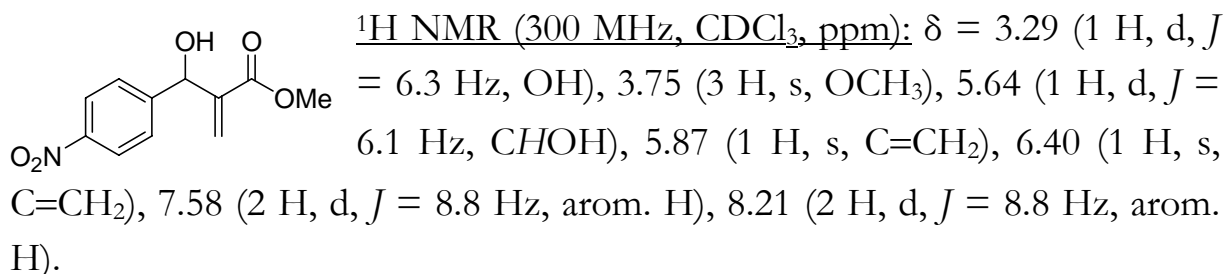 OH
O
OMe
O₂N
¹H NMR (300 MHz, CDCl₃, ppm): δ = 3.29 (1 H, d, J
= 6.3 Hz, OH), 3.75 (3 H, s, OCH₃), 5.64 (1 H, d, J =
6.1 Hz, CHOH), 5.87 (1 H, s, C=CH₂), 6.40 (1 H, s,
C=CH₂), 7.58 (2 H, d, J = 8.8 Hz, arom. H), 8.21 (2 H, d, J = 8.8 Hz, arom.
H).